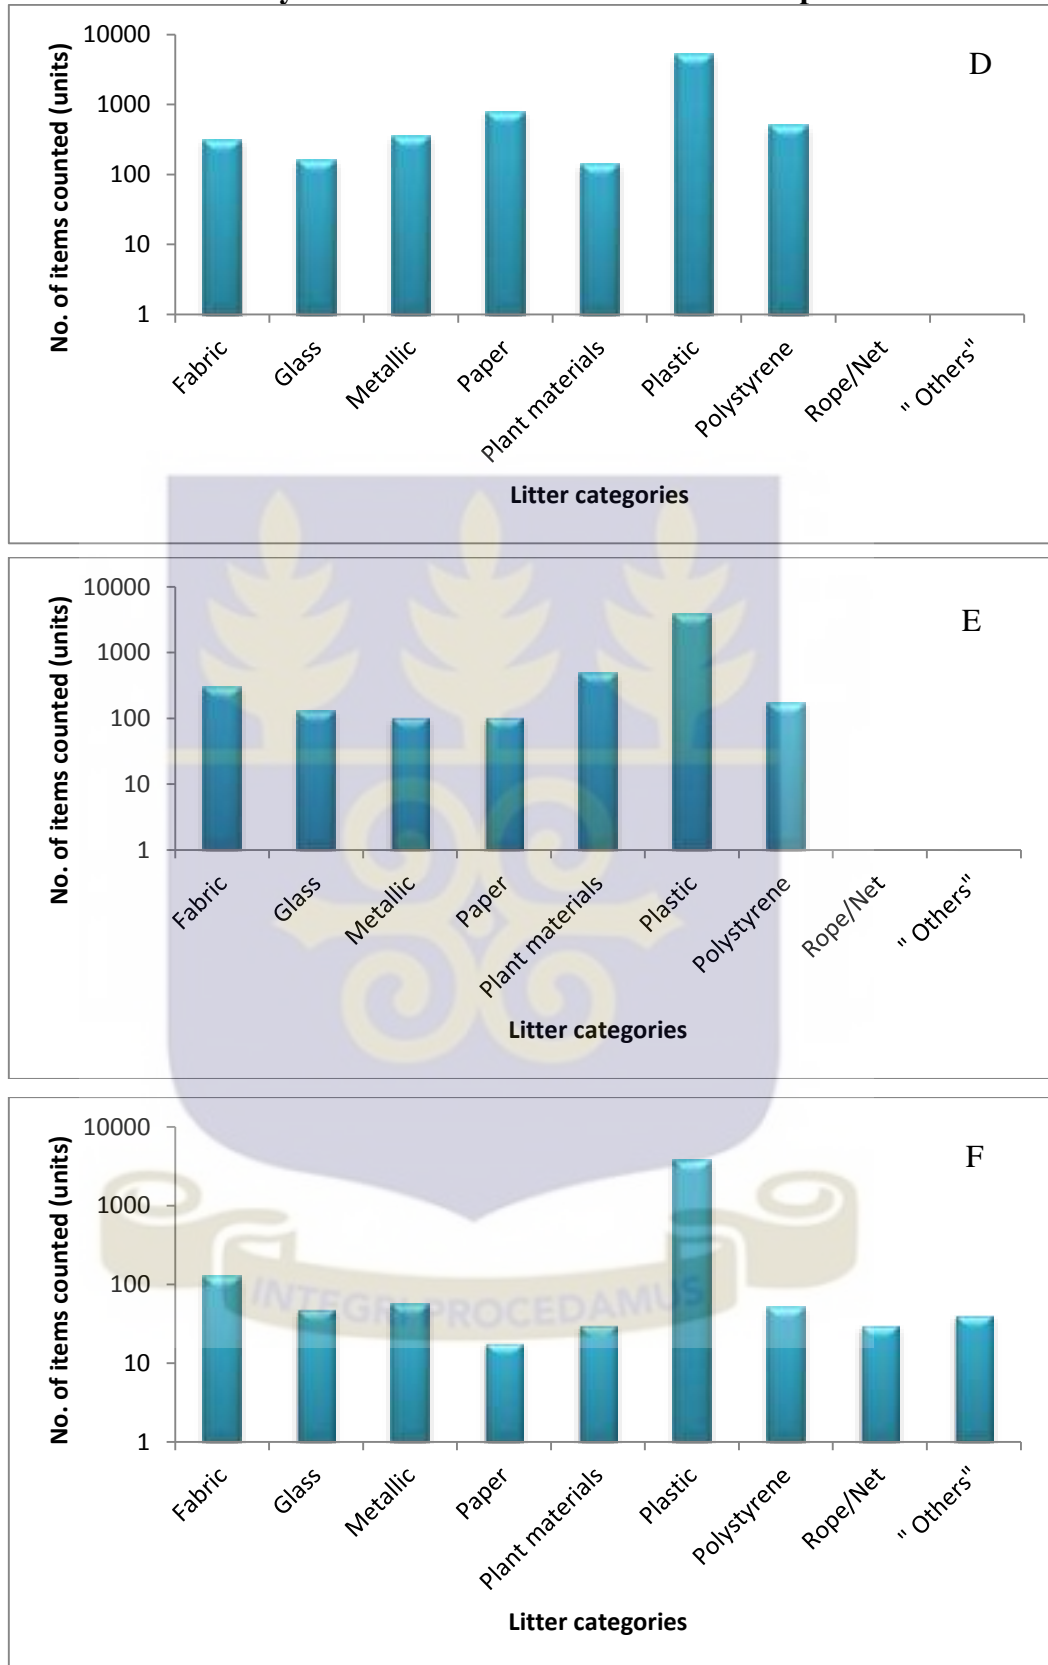 D
No. of items counted (units)
10000
1000
100
10
1
Fabric
Glass
Metallic
Paper
Plant materials
Plastic
Polystyrene
Rope/Net
" Others"
Litter categories
E
No. of items counted (units)
10000
1000
100
10
1
Fabric
Glass
Metallic
Paper
Plant materials
Plastic
Polystyrene
Rope/Net
" Others"
Litter categories
F
No. of items counted (units)
10000
1000
100
10
1
INTEGRI PROCEDAMUS
Fabric
Glass
Metallic
Paper
Plant materials
Plastic
Polystyrene
Rope/Net
" Others"
Litter categories